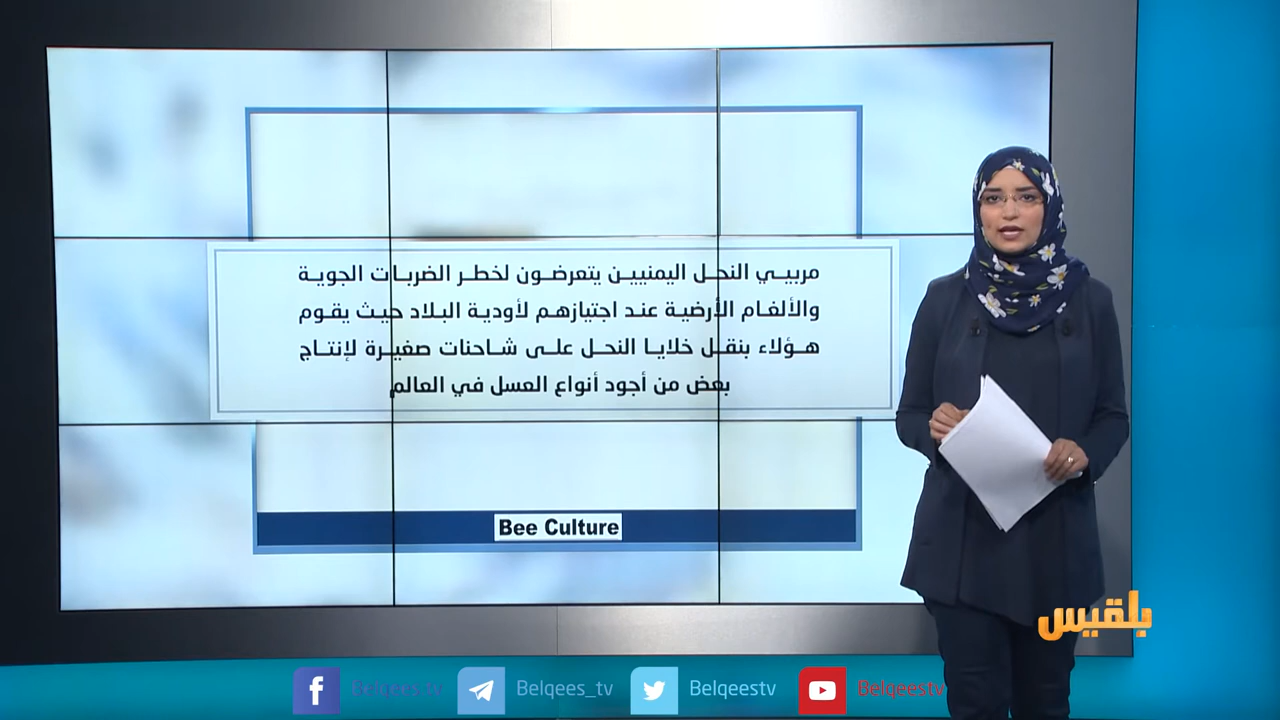 مربيي النحل اليمنيين يتعرضون لخطر الضربات الجوية
والألغام الأرضية عند اجتيازهم لأودية البلاد حيث يقوم
هؤلاء بنقل خلايا النحل على شاحنات صغيرة لإنتاج
بعض من أجود أنواع العسل في العالم
Bee Culture
بلقيس
Belqees_tv Belqees_tv Belqeestv Belqeestv